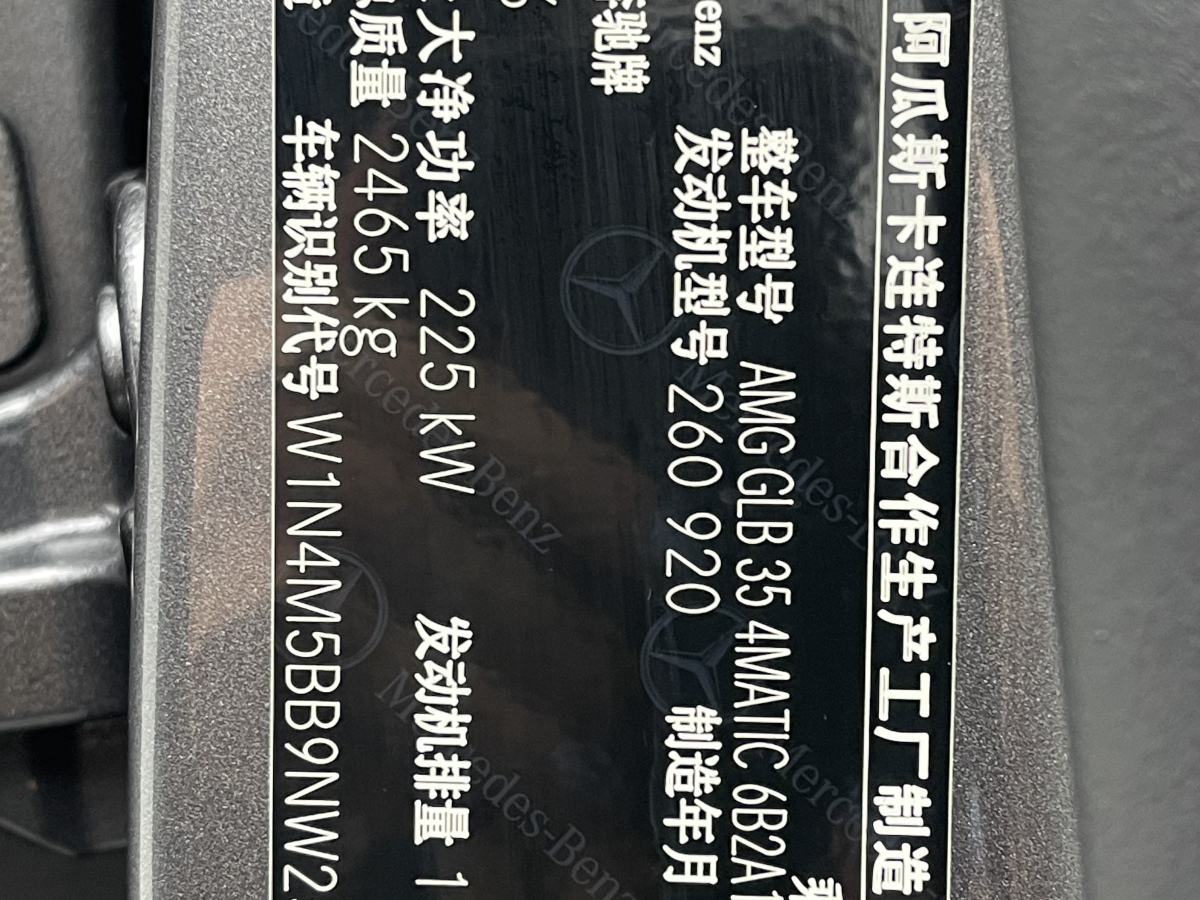 阿瓜斯卡连特斯合作生产工厂制造
整车型号 AMG GLB 35 4MATIC 6B2A1
enz 发动机型号 260 920 制造年月
驰牌
大净功率 225 kW 发动机排量 1
质量 2465 kg
车辆识别代号 W1N4M5BB9NW2